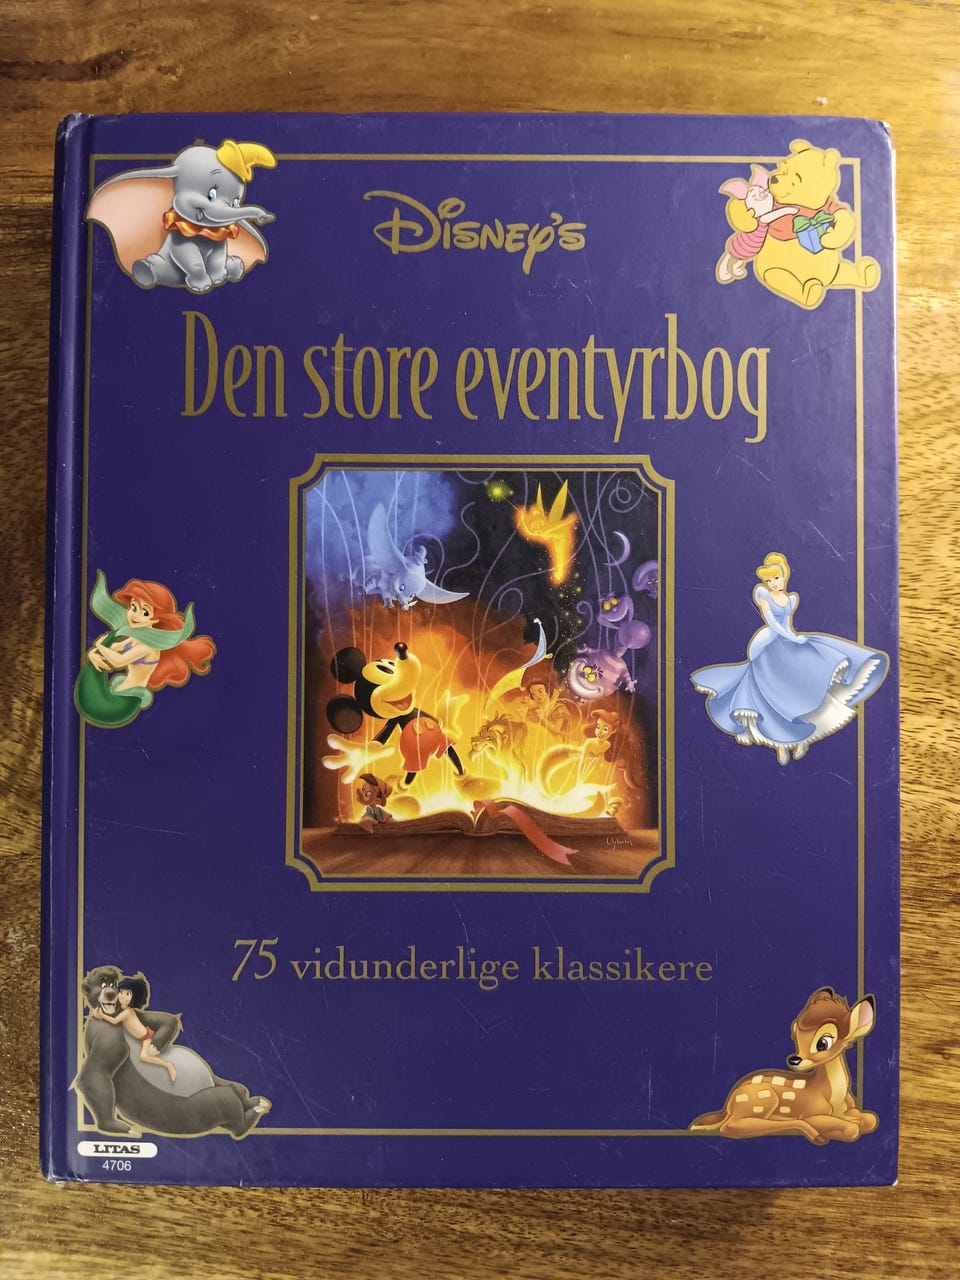 Disney's
Den store eventyrbog
75 vidunderlige klassikere
LITAS
4706